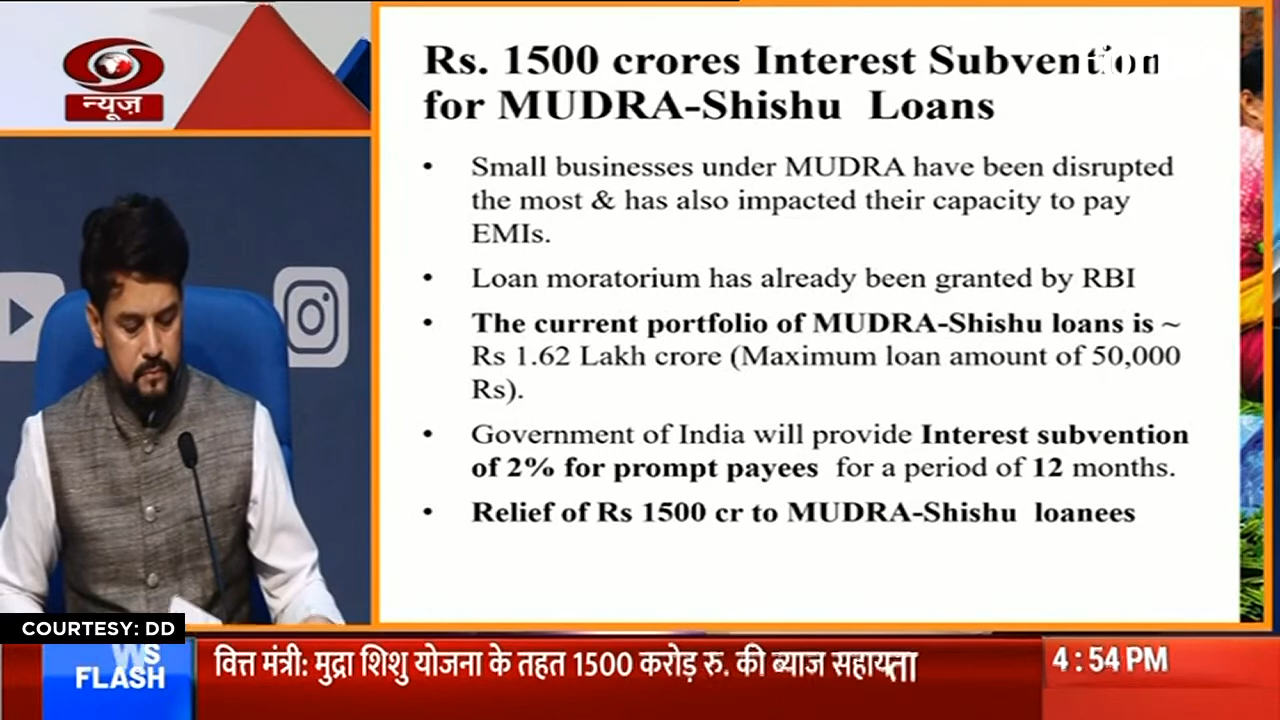 न्यूज़
Rs. 1500 crores Interest Subvention
for MUDRA-Shishu Loans
• Small businesses under MUDRA have been disrupted
the most & has also impacted their capacity to pay
EMIs.
• Loan moratorium has already been granted by RBI
• The current portfolio of MUDRA-Shishu loans is ~
Rs 1.62 Lakh crore (Maximum loan amount of 50,000
Rs).
• Government of India will provide Interest subvention
of 2% for prompt payees for a period of 12 months.
• Relief of Rs 1500 cr to MUDRA-Shishu loanees
COURTESY: DD
WS
FLASH
वित्त मंत्री: मुद्रा शिशु योजना के तहत 1500 करोड़ रु. की ब्याज सहायता
4:54 PM